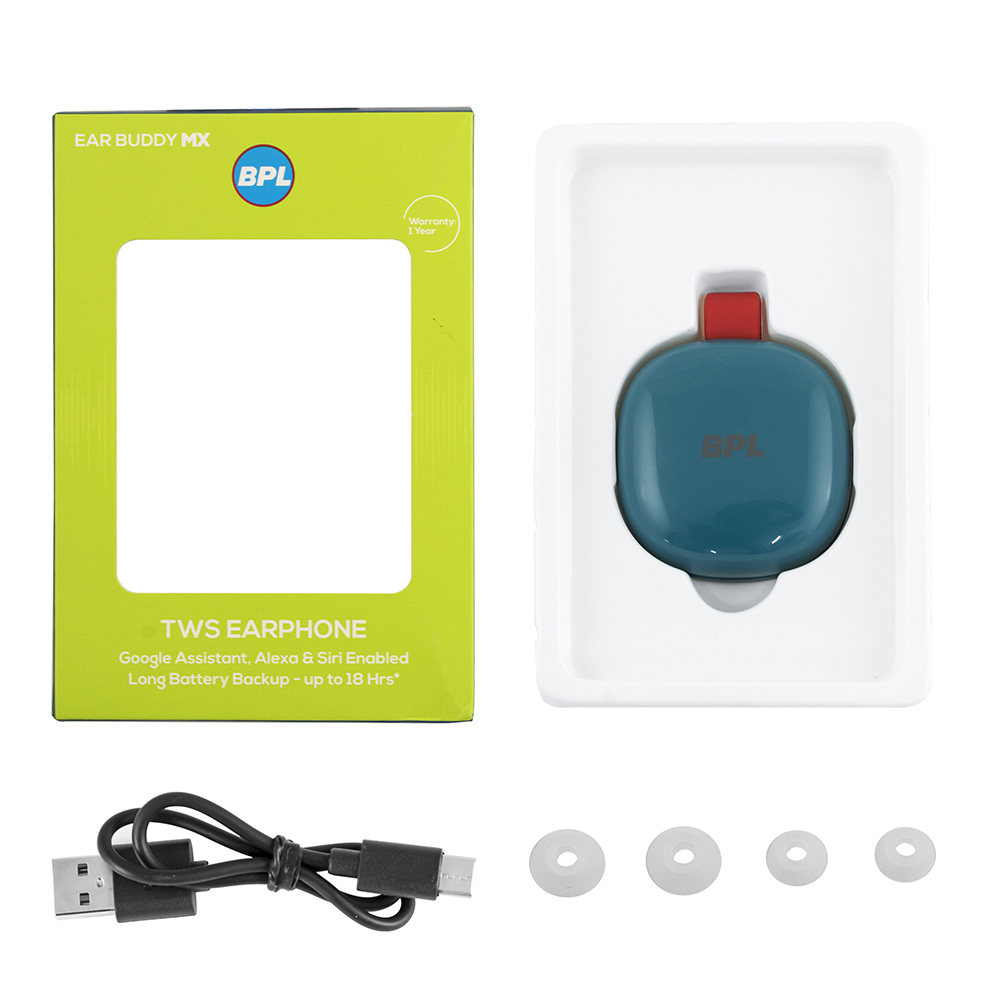 EAR BUDDY MX
BPL
Warranty:
1 Year
TWS EARPHONE
Google Assistant, Alexa & Siri Enabled
Long Battery Backup - up to 18 Hrs*
BPL